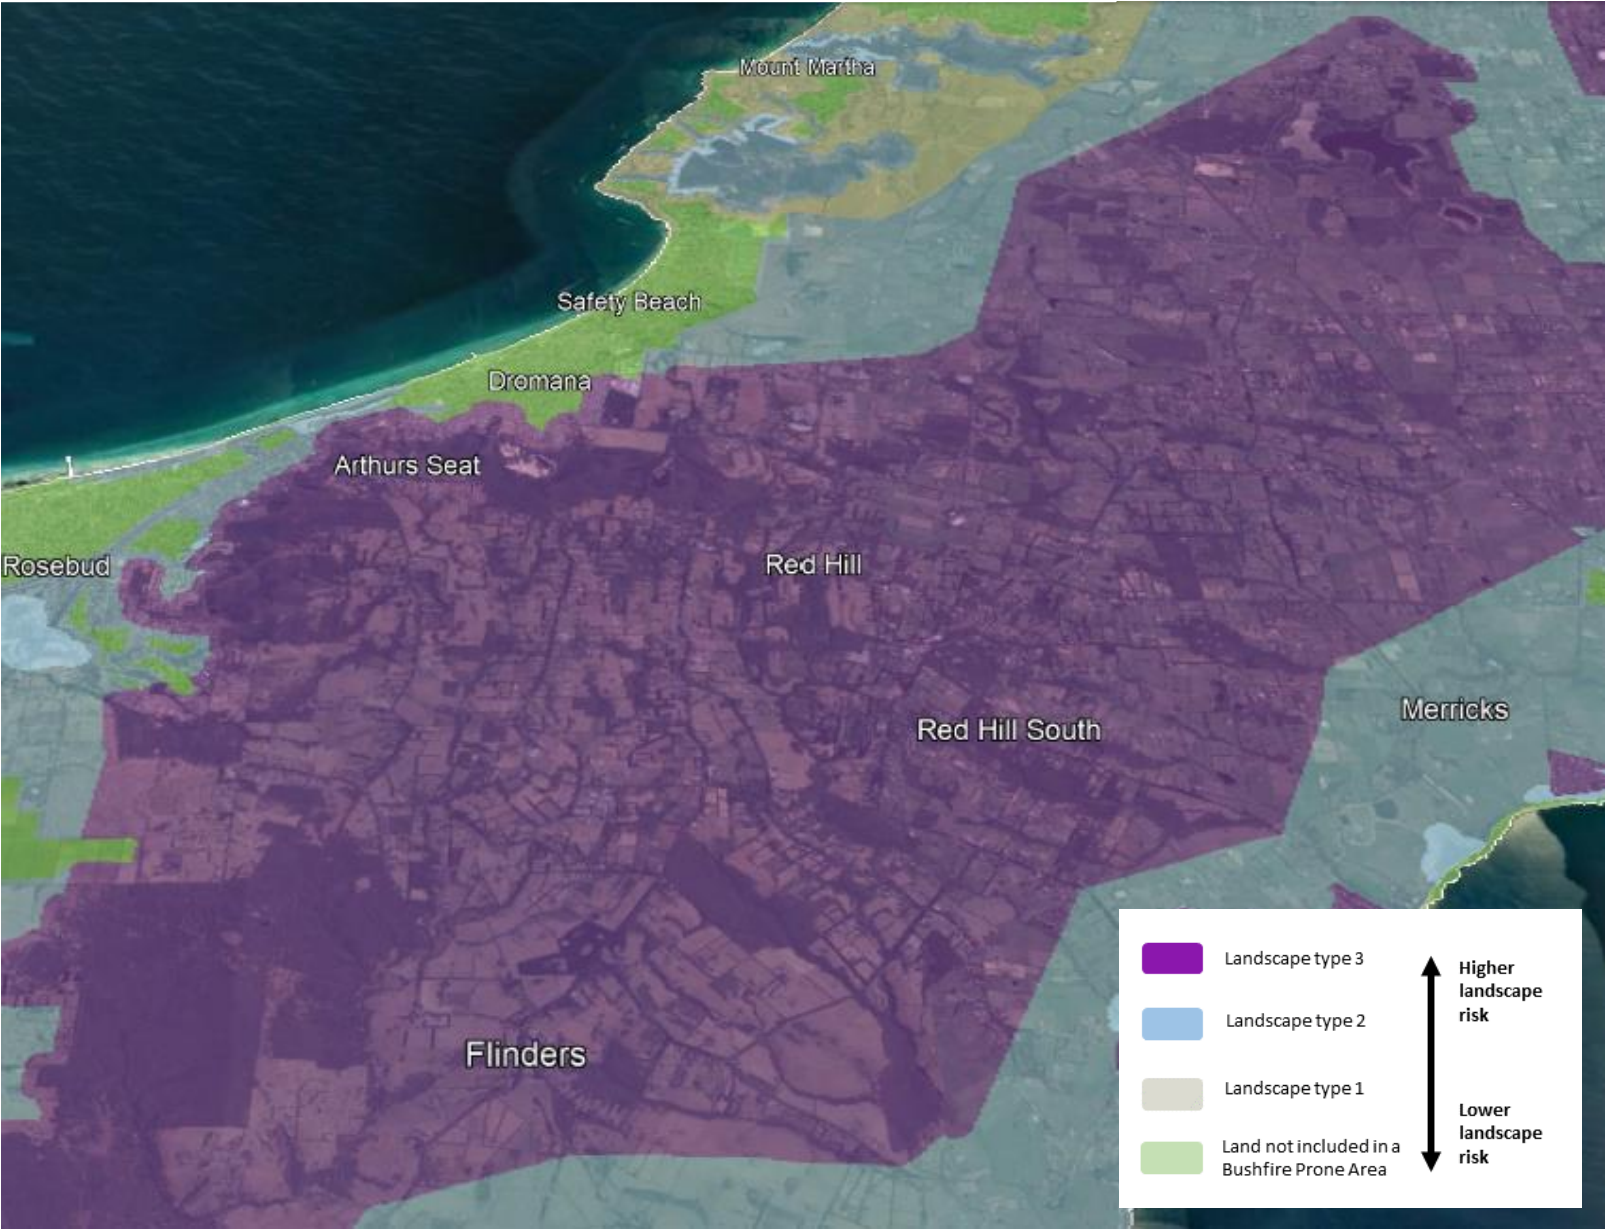 Mount Martha
Safety Beach
Dromana
Arthurs Seat
Rosebud
Red Hill
Merricks
Red Hill South
Flinders
Landscape type 3
Landscape type 2
Landscape type 1
Land not included in a
Bushfire Prone Area
Higher
landscape
risk
Lower
landscape
risk